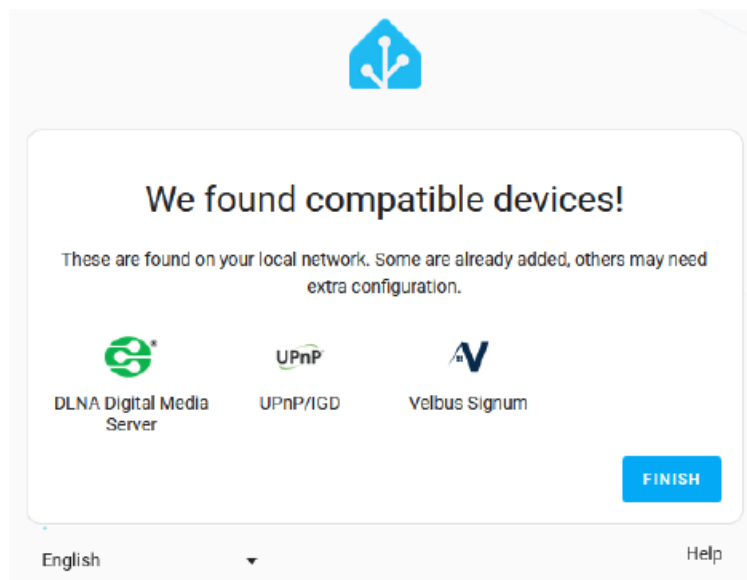 We found compatible devices!
These are found on your local network. Some are already added, others may need
extra configuration.
UPnP
DLNA Digital Media
Server
UPnP/IGD
Velbus Signum
FINISH
English
Help